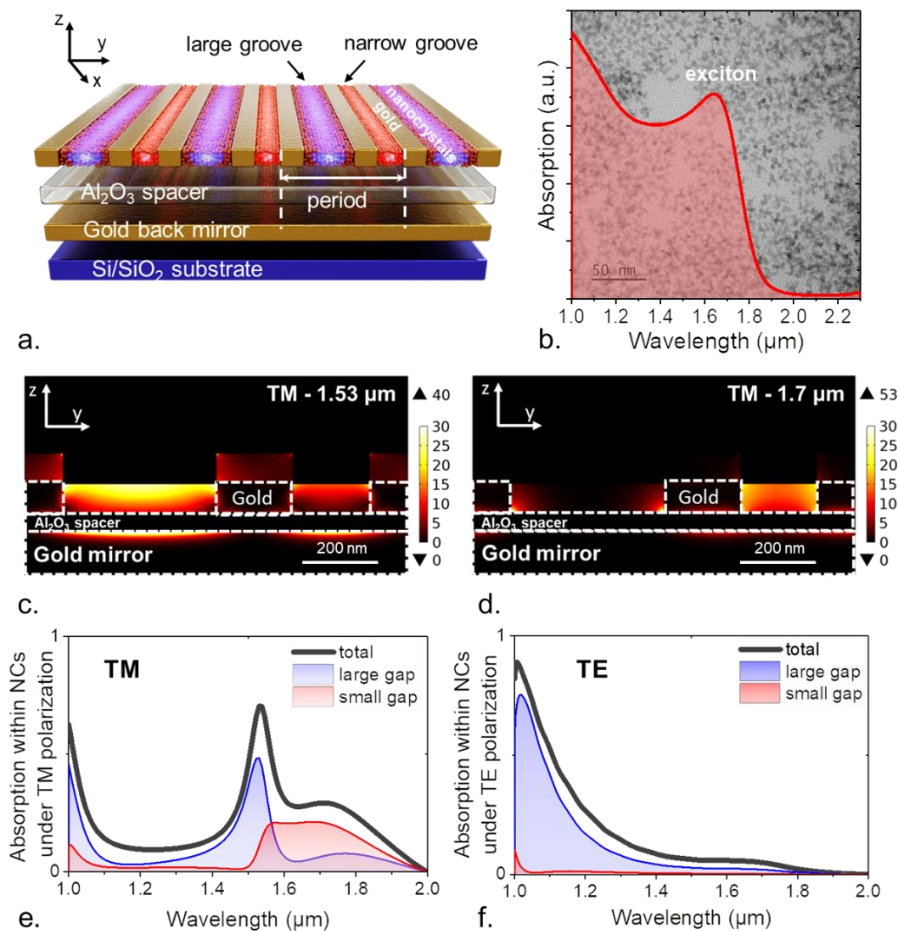 z
y
x
large groove
narrow groove
nanocrystals
gold
Al₂O₃ spacer
period
Gold back mirror
Si/SiO₂ substrate
a.
Absorption (a.u.)
exciton
50 nm
1.0 1.2 1.4 1.6 1.8 2.0 2.2
Wavelength (µm)
b.
z
y
TM - 1.53 µm
40
30
25
20
15
10
5
0
0
Gold
Al₂O₃ spacer
Gold mirror
200 nm
c.
z
y
TM - 1.7 µm
53
30
25
20
15
10
5
0
0
Gold
Al₂O₃ spacer
Gold mirror
200 nm
d.
Absorption within NCs
under TM polarization
1
0
TM
total
large gap
small gap
1.0 1.2 1.4 1.6 1.8 2.0
Wavelength (µm)
e.
Absorption within NCs
under TE polarization
1
0
TE
total
large gap
small gap
1.0 1.2 1.4 1.6 1.8 2.0
Wavelength (µm)
f.